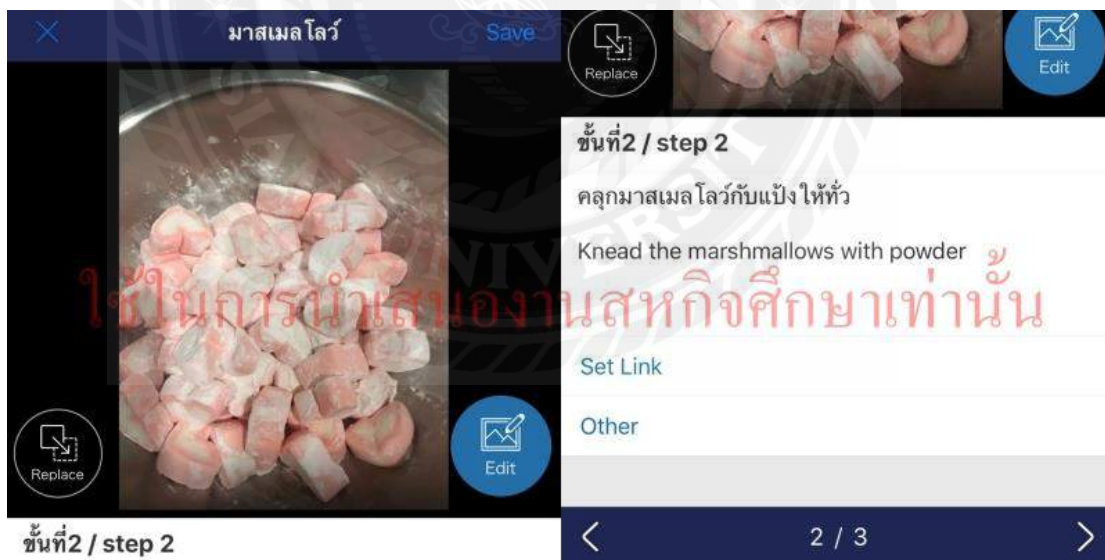 มาสเมลโลว์
Save
Replace
Edit
ขั้นที่2 / step 2
Replace
Edit
ขั้นที่2 / step 2
คลุกมาสเมลโลว์กับแป้งให้ทั่ว
Knead the marshmallows with powder
ใช้ในการนำเสนองานสหกิจศึกษาเท่านั้น
Set Link
Other
2 / 3